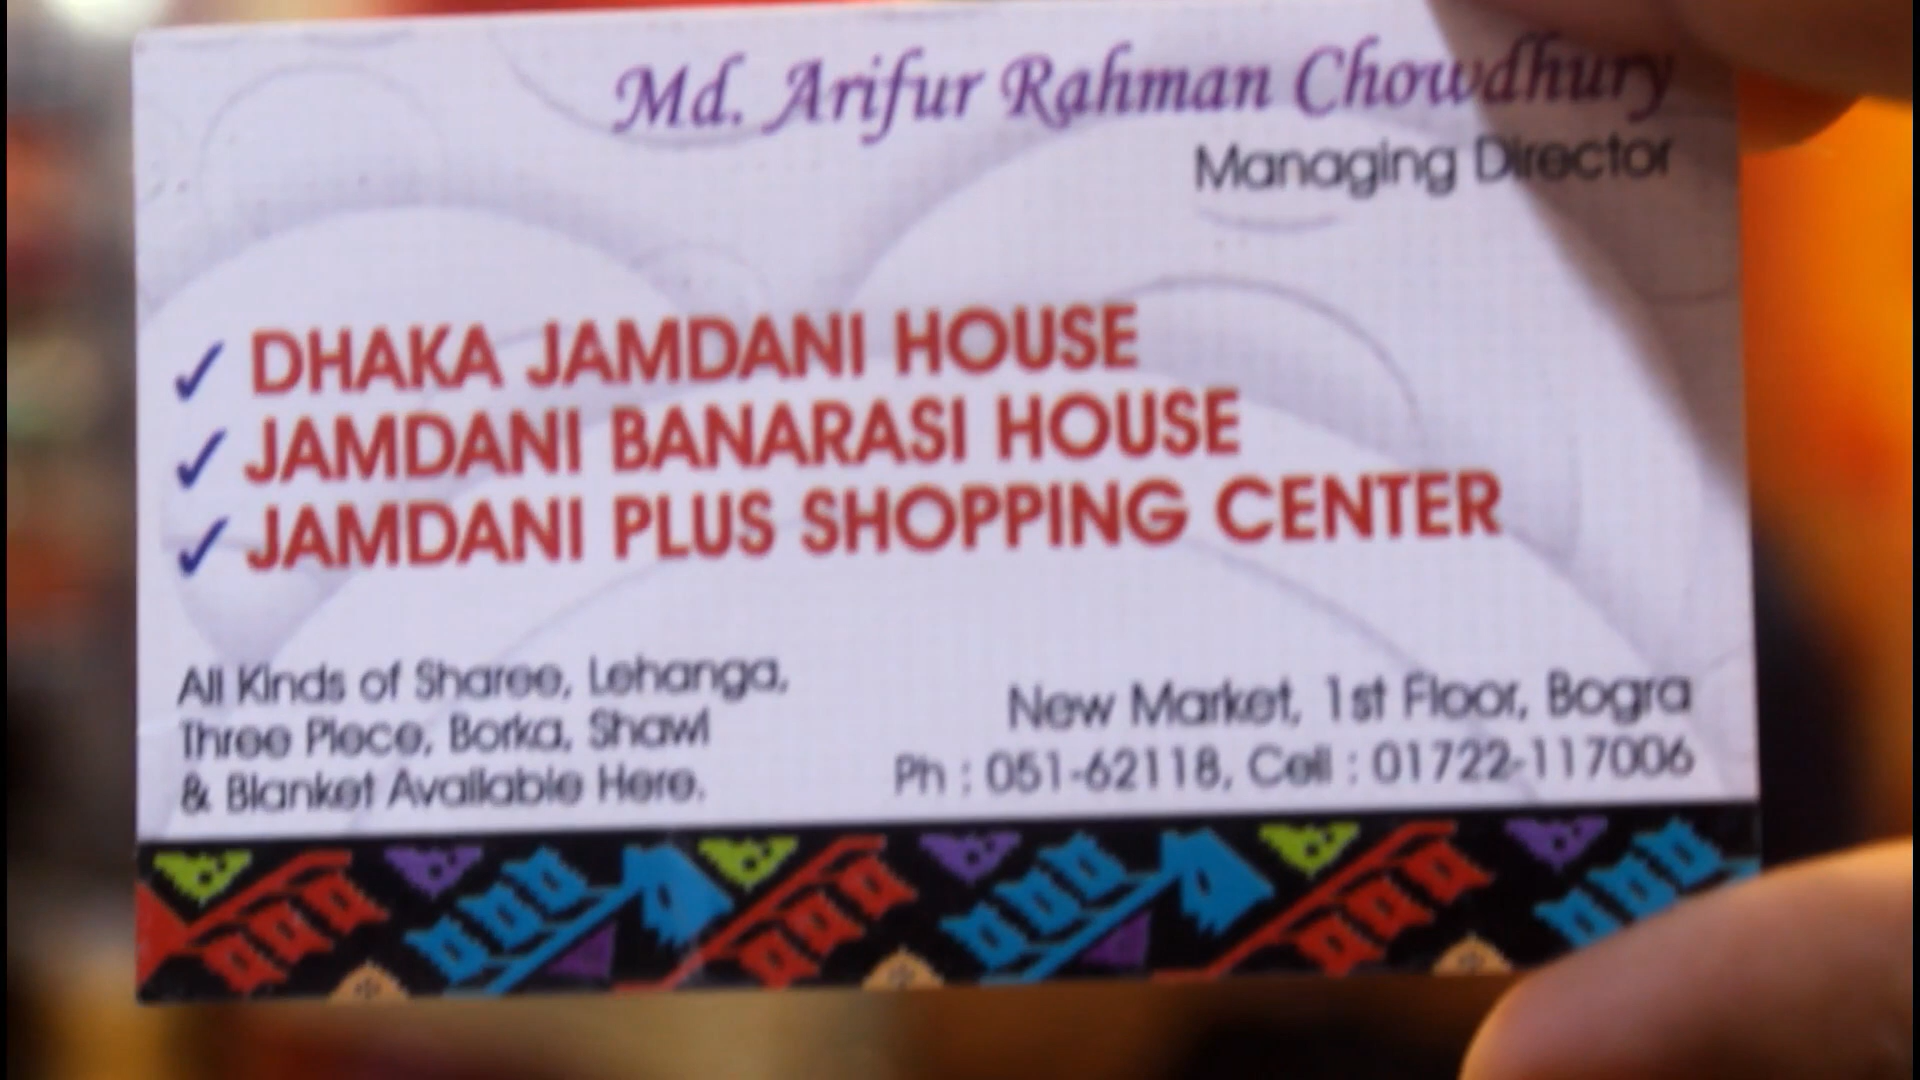 Md. Arifur Rahman Chowdhury
Managing Director
✓ DHAKA JAMDANI HOUSE
✓ JAMDANI BANARASI HOUSE
✓ JAMDANI PLUS SHOPPING CENTER
All Kinds of Sharee, Lehanga,
Three Piece, Borka, Shawl
& Blanket Available Here.
New Market, 1st Floor, Bogra
Ph : 051-62118, Cell : 01722-117006